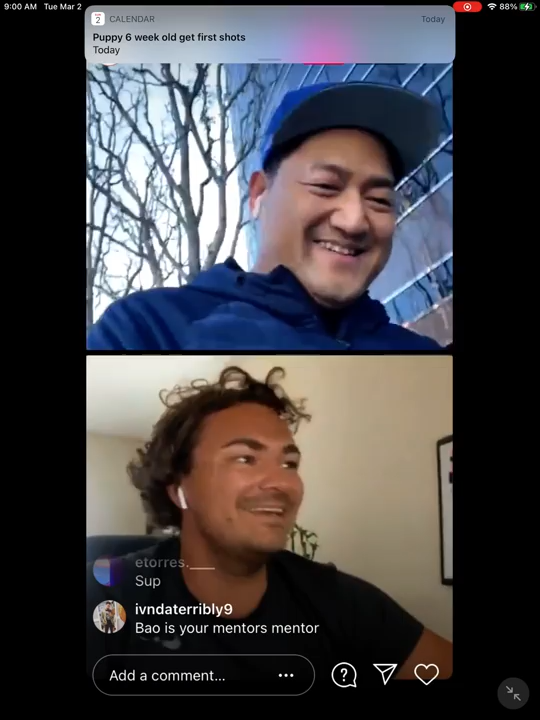 9:00 AM Tue Mar 2
88%
2
CALENDAR
Today
Puppy 6 week old get first shots
Today
etorres.___
Sup
ivndaterribly9
Bao is your mentors mentor
Add a comment...